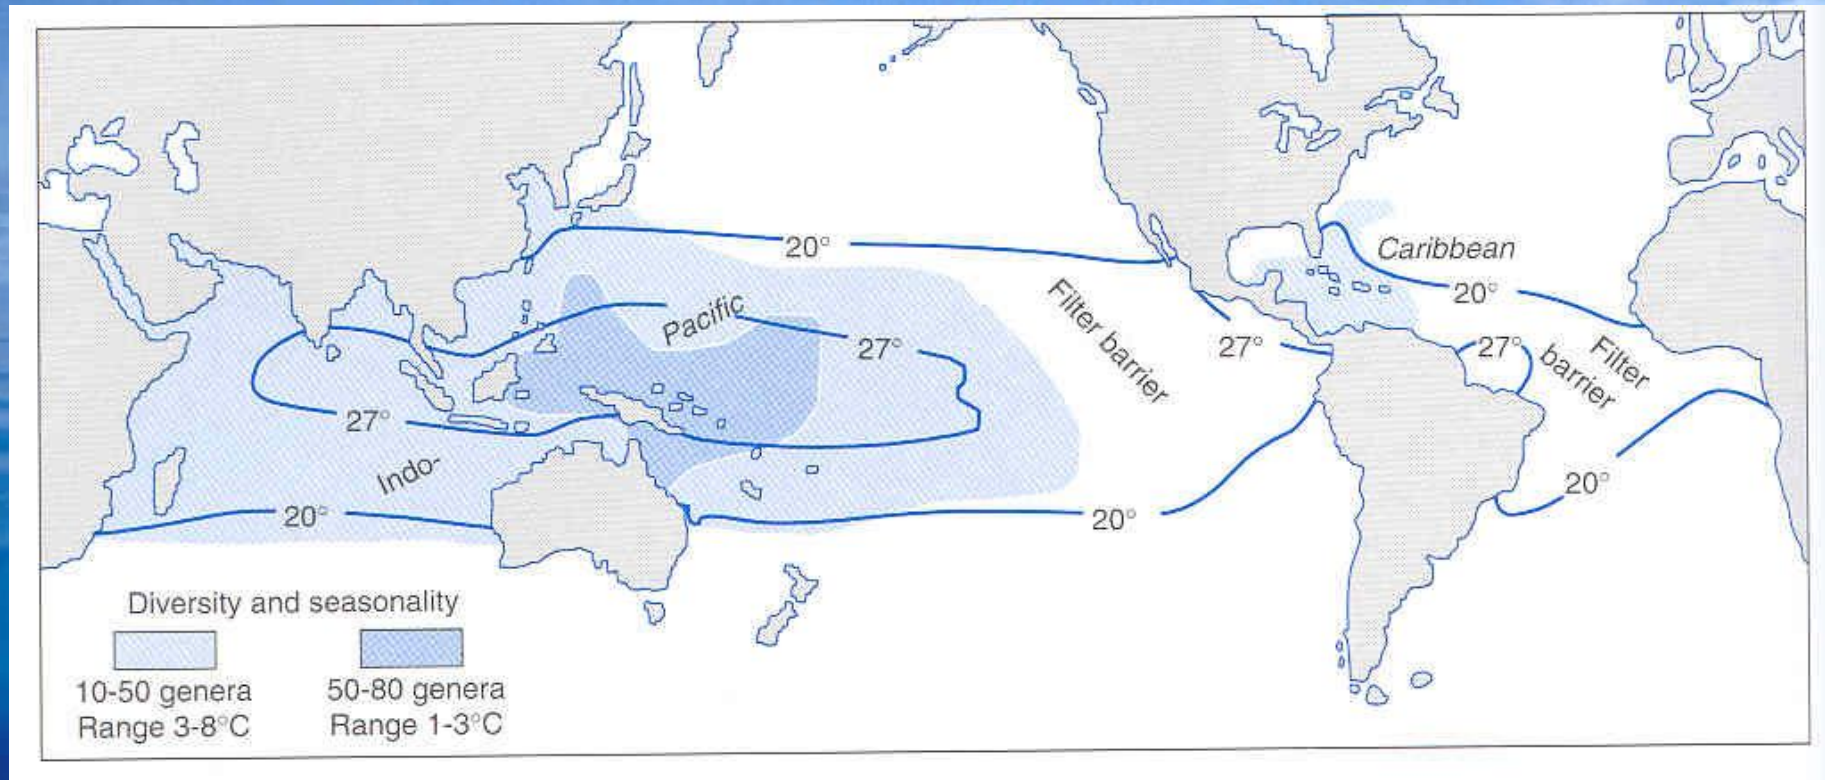 20°
Caribbean
20°
Filter barrier
Pacific
27°
27°
27°
Filter
barrier
27°
Indo-
20°
20°
20°
Diversity and seasonality
10-50 genera
50-80 genera
Range 3-8°C
Range 1-3°C